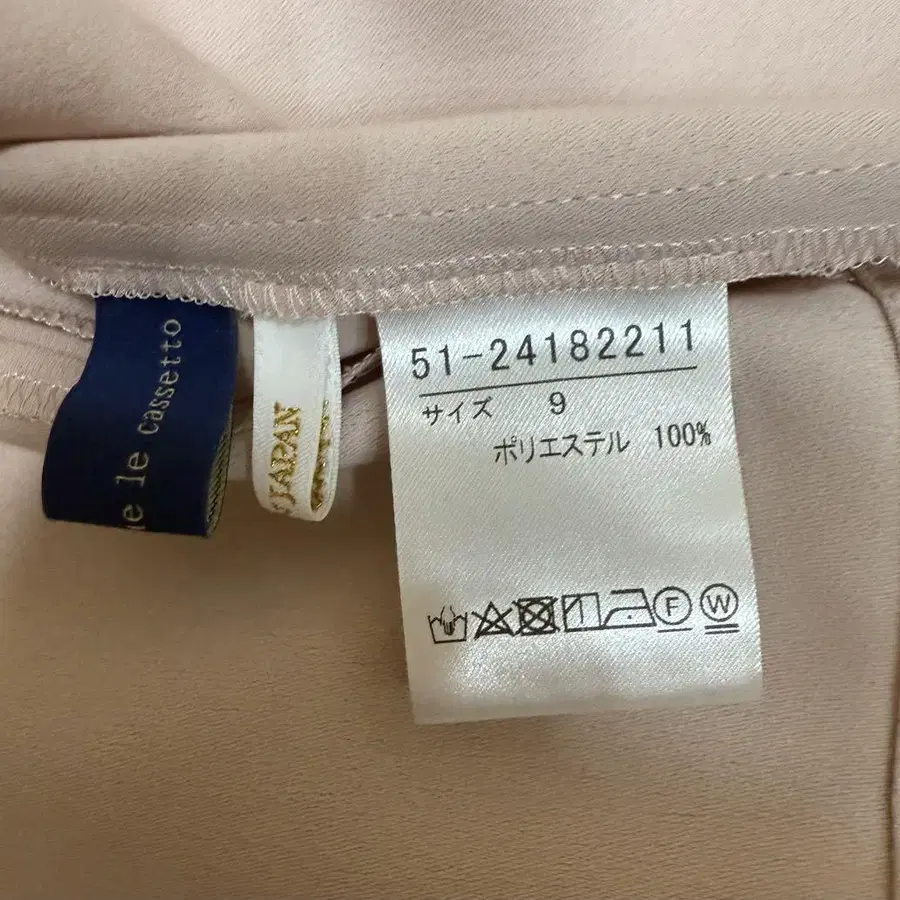 le cassetto
JAPAN
51-24182211
サイズ 9
ポリエステル 100%
F W